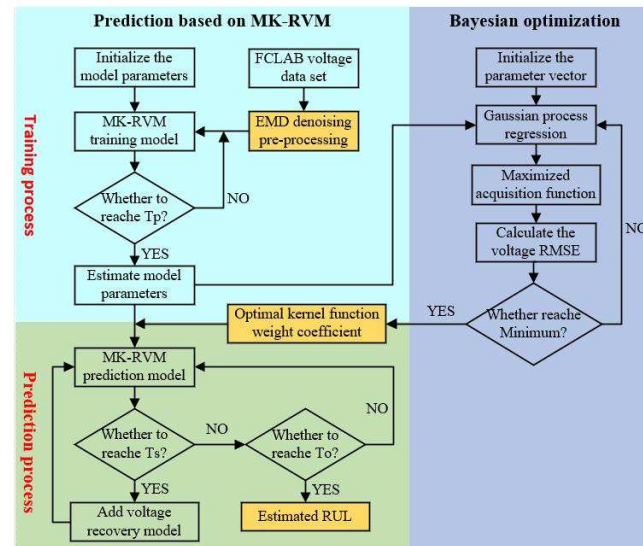 Prediction based on MK-RVM
Bayesian optimization
Training process
Initialize the
model parameters
FCLAB voltage
data set
MK-RVM
training model
EMD denoising
pre-processing
Whether to
reache Tp?
NO
YES
Estimate model
parameters
Initialize the
parameter vector
Gaussian process
regression
Maximized
acquisition function
Calculate the
voltage RMSE
NO
Whether reache
Minimum?
YES
Optimal kernel function
weight coefficient
Prediction process
MK-RVM
prediction model
NO
Whether to
reache Ts?
NO
Whether to
reache To?
YES
YES
Add voltage
recovery model
Estimated RUL